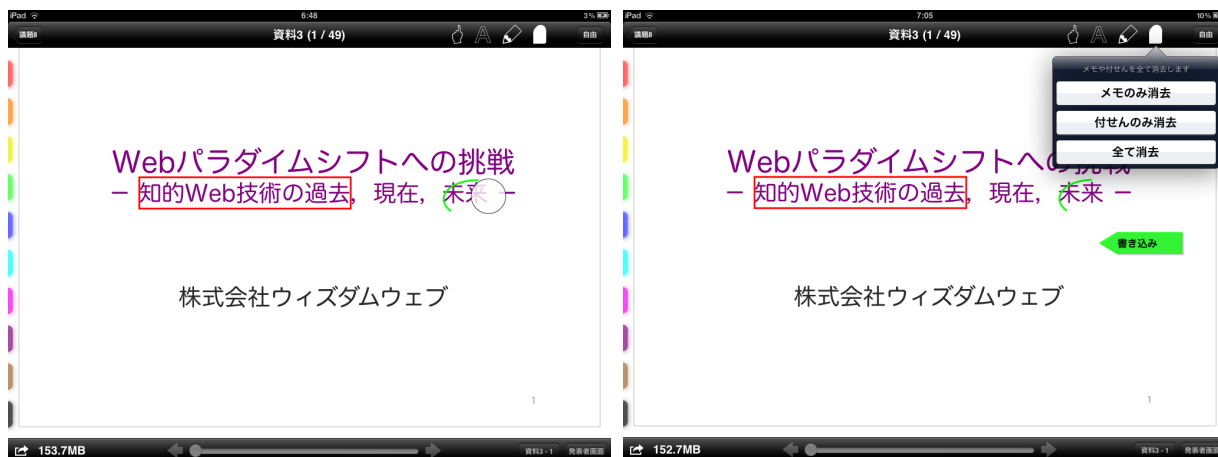 iPad 6:48 3%
議題8 資料3 (1 / 49) A 自由
Webパラダイムシフトへの挑戦
— 知的Web技術の過去, 現在, 未来 —
株式会社ウィズダムウェブ
1
153.7MB 資料3 - 1 発表者画面
iPad 7:05 10%
議題8 資料3 (1 / 49) A 自由
メモや付せんを全て消去します
メモのみ消去
付せんのみ消去
全て消去
Webパラダイムシフトへの挑戦
— 知的Web技術の過去, 現在, 未来 —
書き込み
株式会社ウィズダムウェブ
1
152.7MB 資料3 - 1 発表者画面